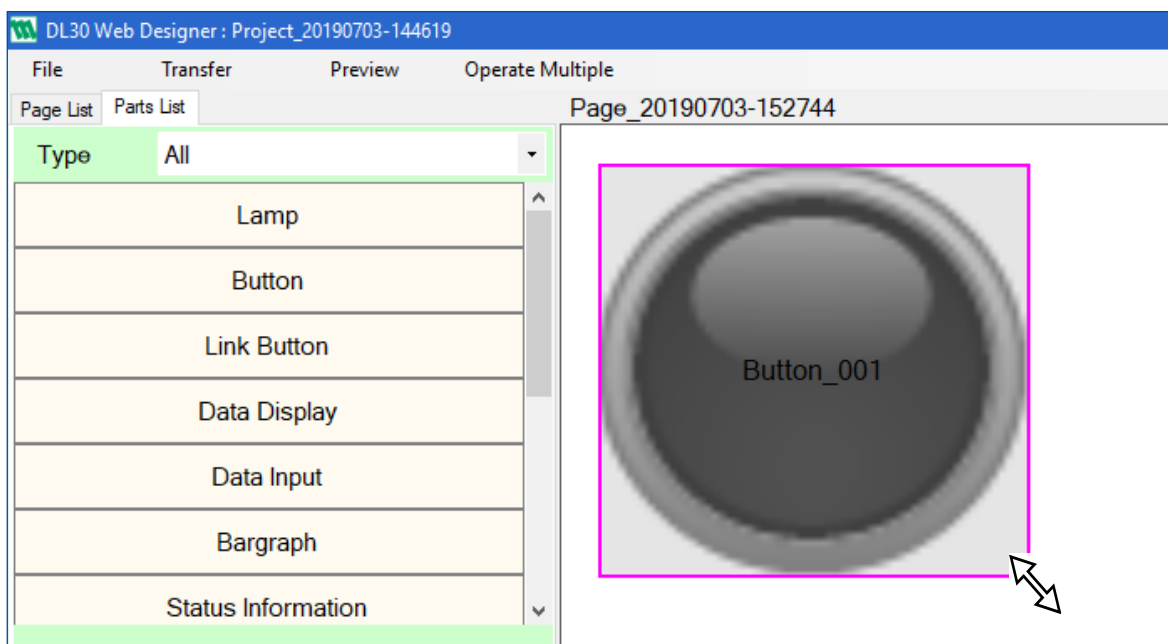 DL30 Web Designer : Project_20190703-144619
File Transfer Preview Operate Multiple
Page List Parts List Page_20190703-152744
Type All
Lamp
Button
Link Button
Data Display
Data Input
Bargraph
Status Information
Button_001